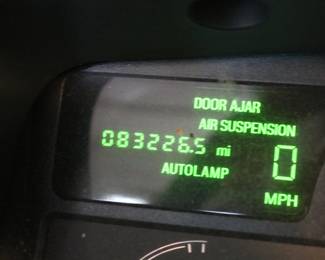 DOOR AJAR
AIR SUSPENSION
083226.5 mi 0
AUTOLAMP
MPH